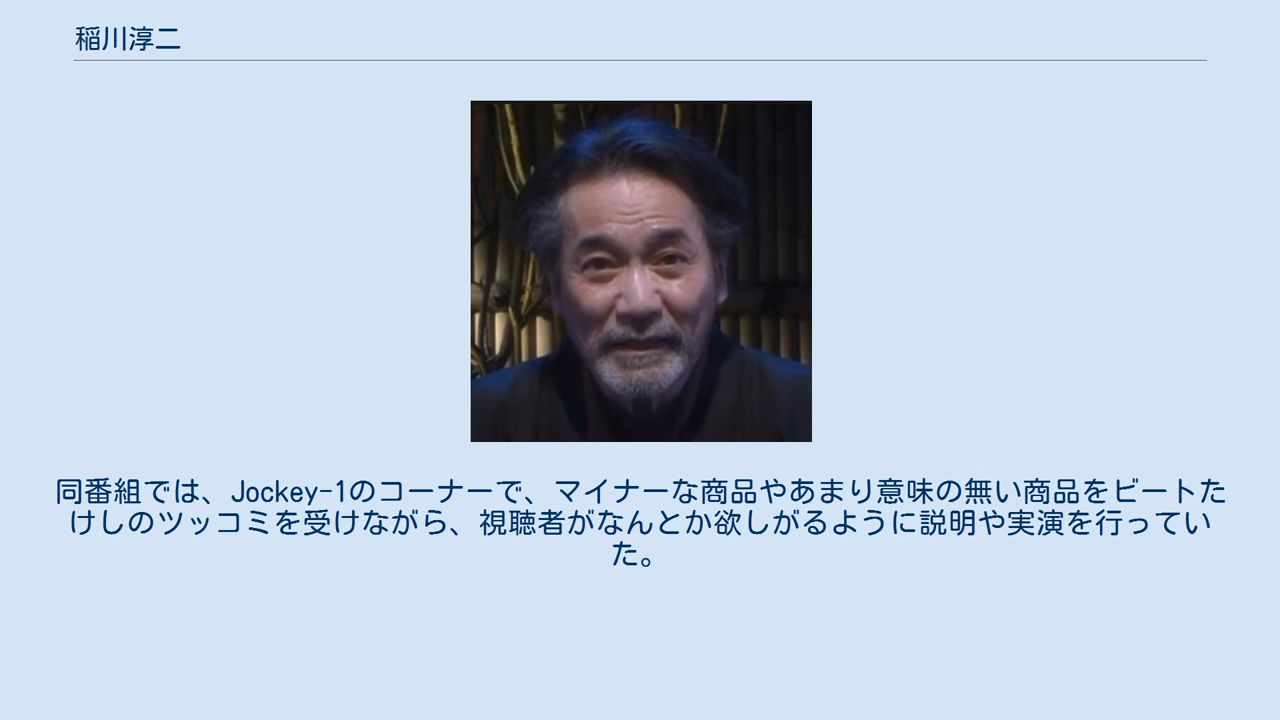 稲川淳二
同番組では、Jockey-1のコーナーで、マイナーな商品やあまり意味の無い商品をビートた
けしのツッコミを受けながら、視聴者がなんとか欲しがるように説明や実演を行ってい
た。